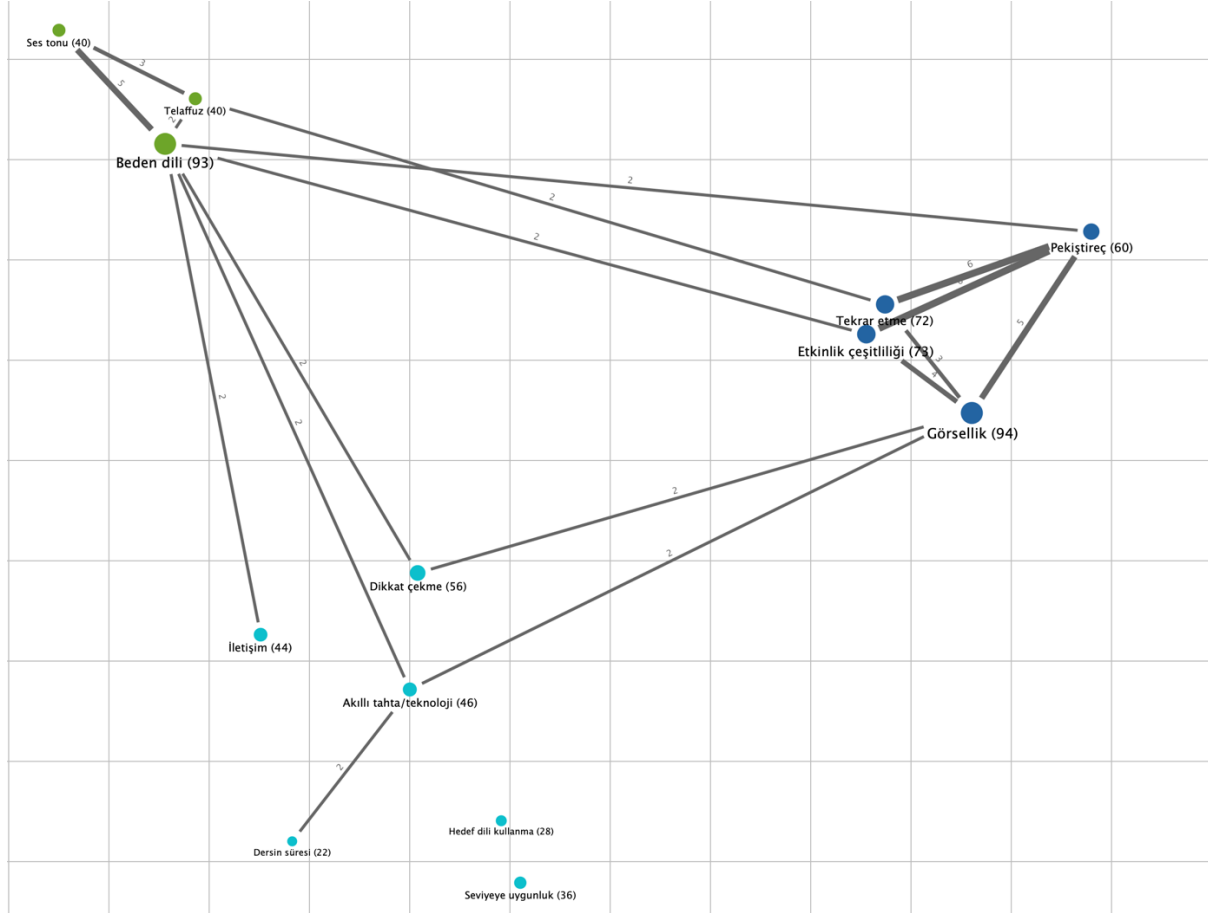 Ses tonu (40)
3
5
Telaffuz (40)
2
Beden dili (93)
2
2
2
Pekiştireç (60)
6
Tekrar etme (72)
Etkinlik çeşitliliği (73)
3
4
5
Görsellik (94)
2
2
2
2
2
Dikkat çekme (56)
İletişim (44)
Akıllı tahta/teknoloji (46)
2
Hedef dili kullanma (28)
Dersin süresi (22)
Seviyeye uygunluk (36)